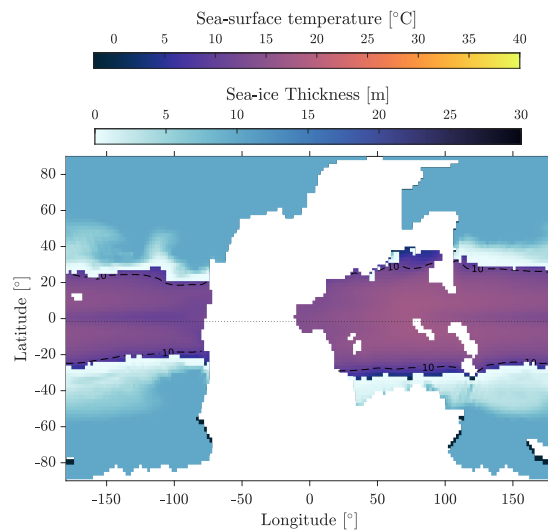 Sea-surface temperature [°C]
0 5 10 15 20 25 30 35 40
Sea-ice Thickness [m]
0 5 10 15 20 25 30
80
60
40
20
0
-20
-40
-60
-80
Latitude [°]
10 10
10 10 10
-150 -100 -50 0 50 100 150
Longitude [°]